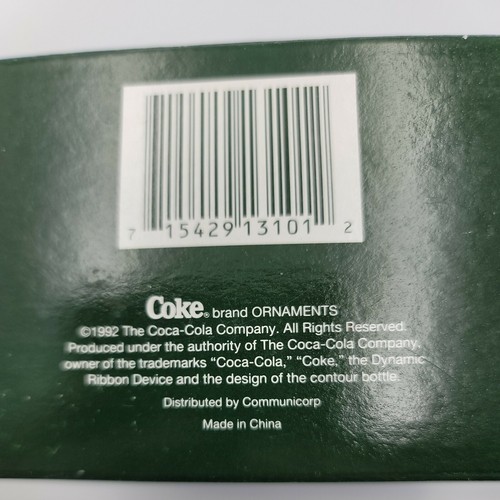 7 15429 13101 2
Coke® brand ORNAMENTS
©1992 The Coca-Cola Company. All Rights Reserved.
Produced under the authority of The Coca-Cola Company,
owner of the trademarks "Coca-Cola," "Coke," the Dynamic
Ribbon Device and the design of the contour bottle.
Distributed by Communicorp
Made in China